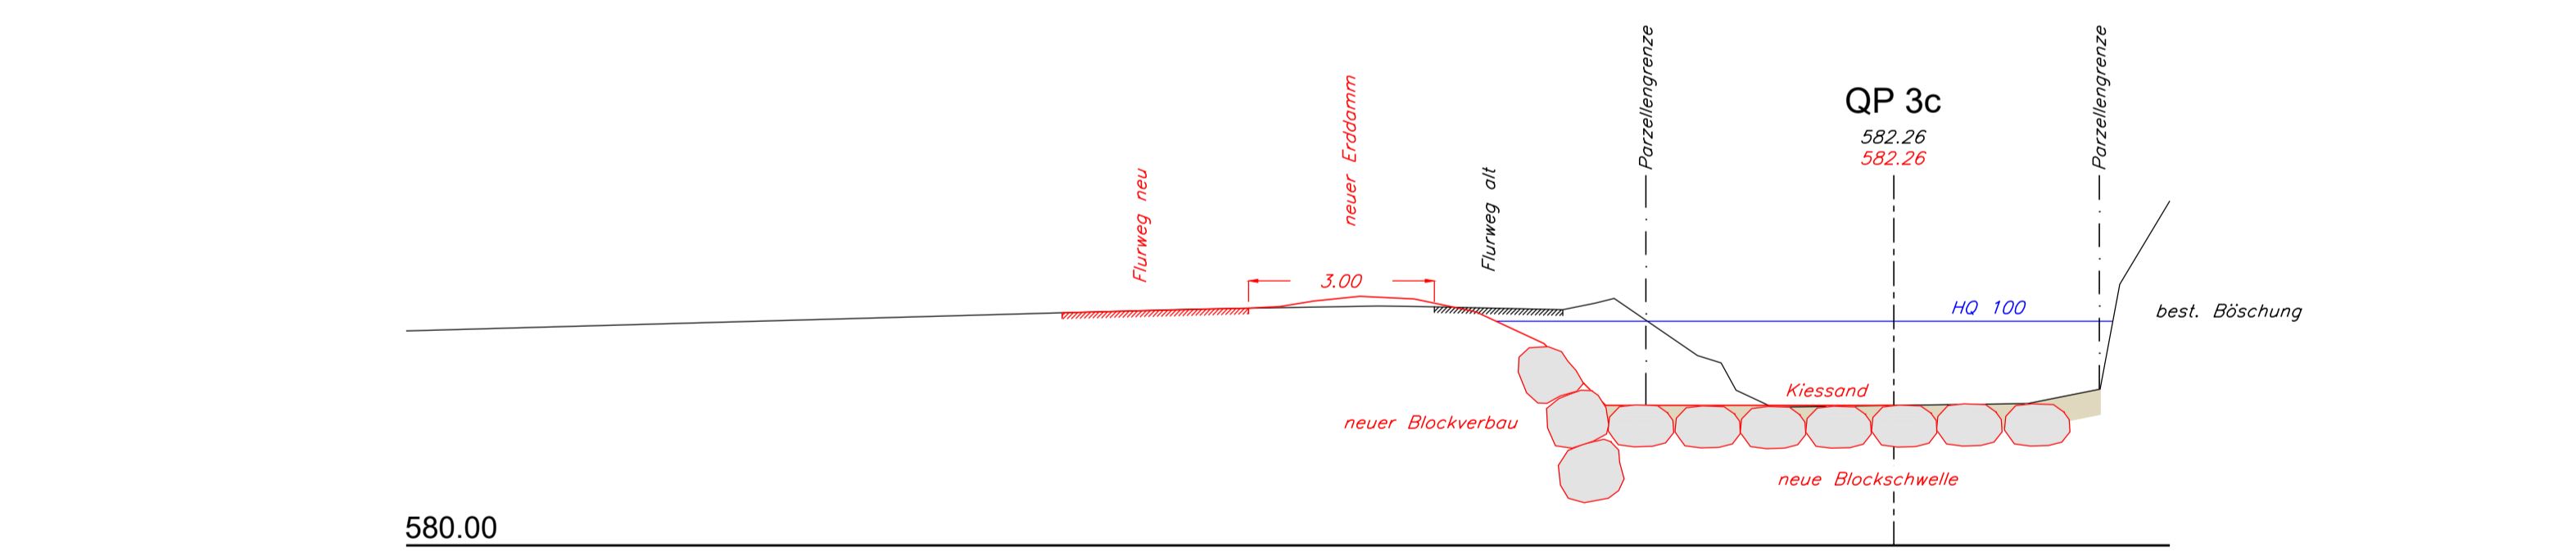 Parzellengrenze
Parzellengrenze
QP 3c
582.26
582.26
neuer Erddamm
Flurweg neu
Flurweg alt
3.00
HQ 100
best. Böschung
Kiessand
neuer Blockverbau
neue Blockschwelle
580.00